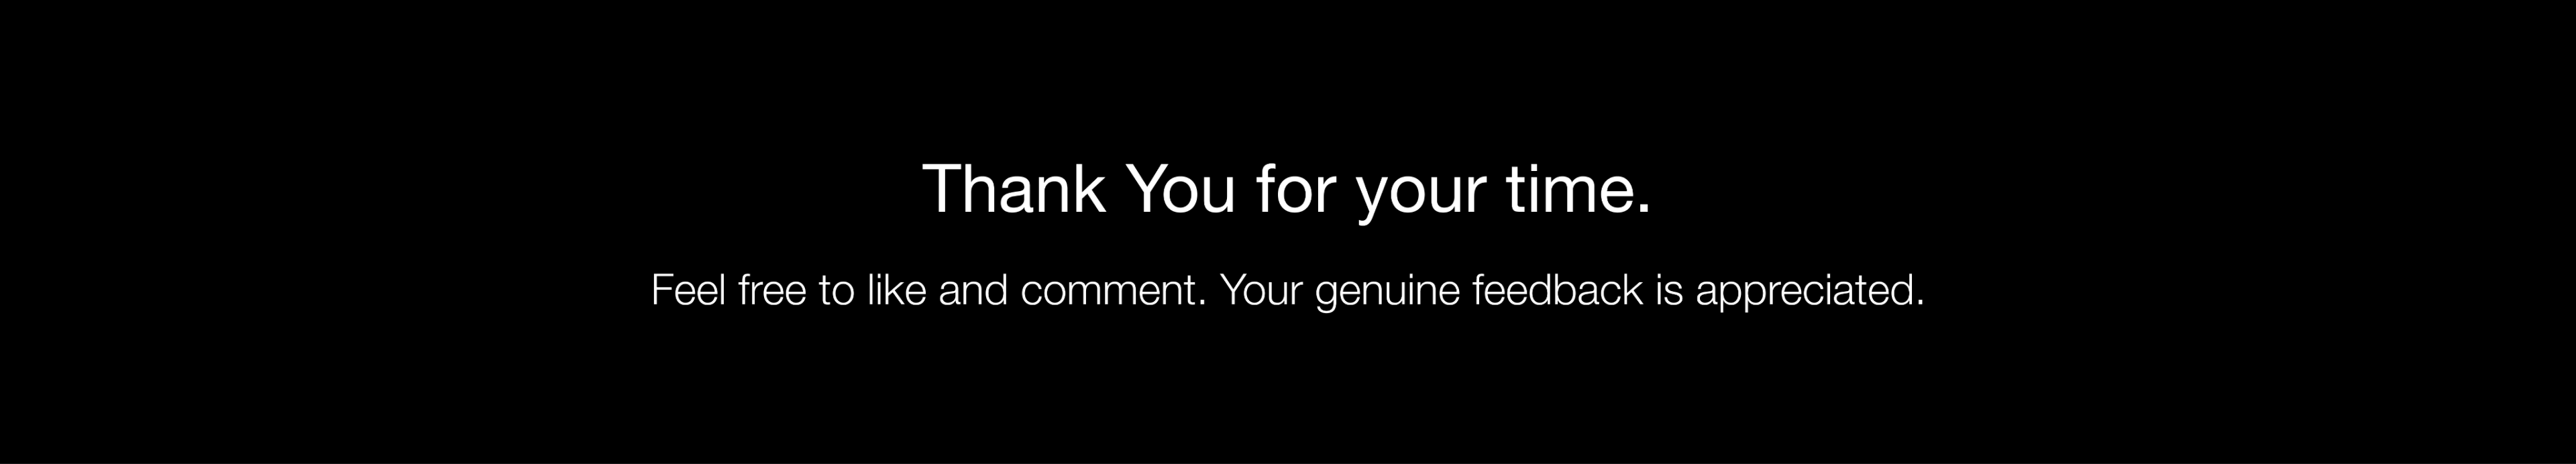 Thank You for your time.
Feel free to like and comment. Your genuine feedback is appreciated.